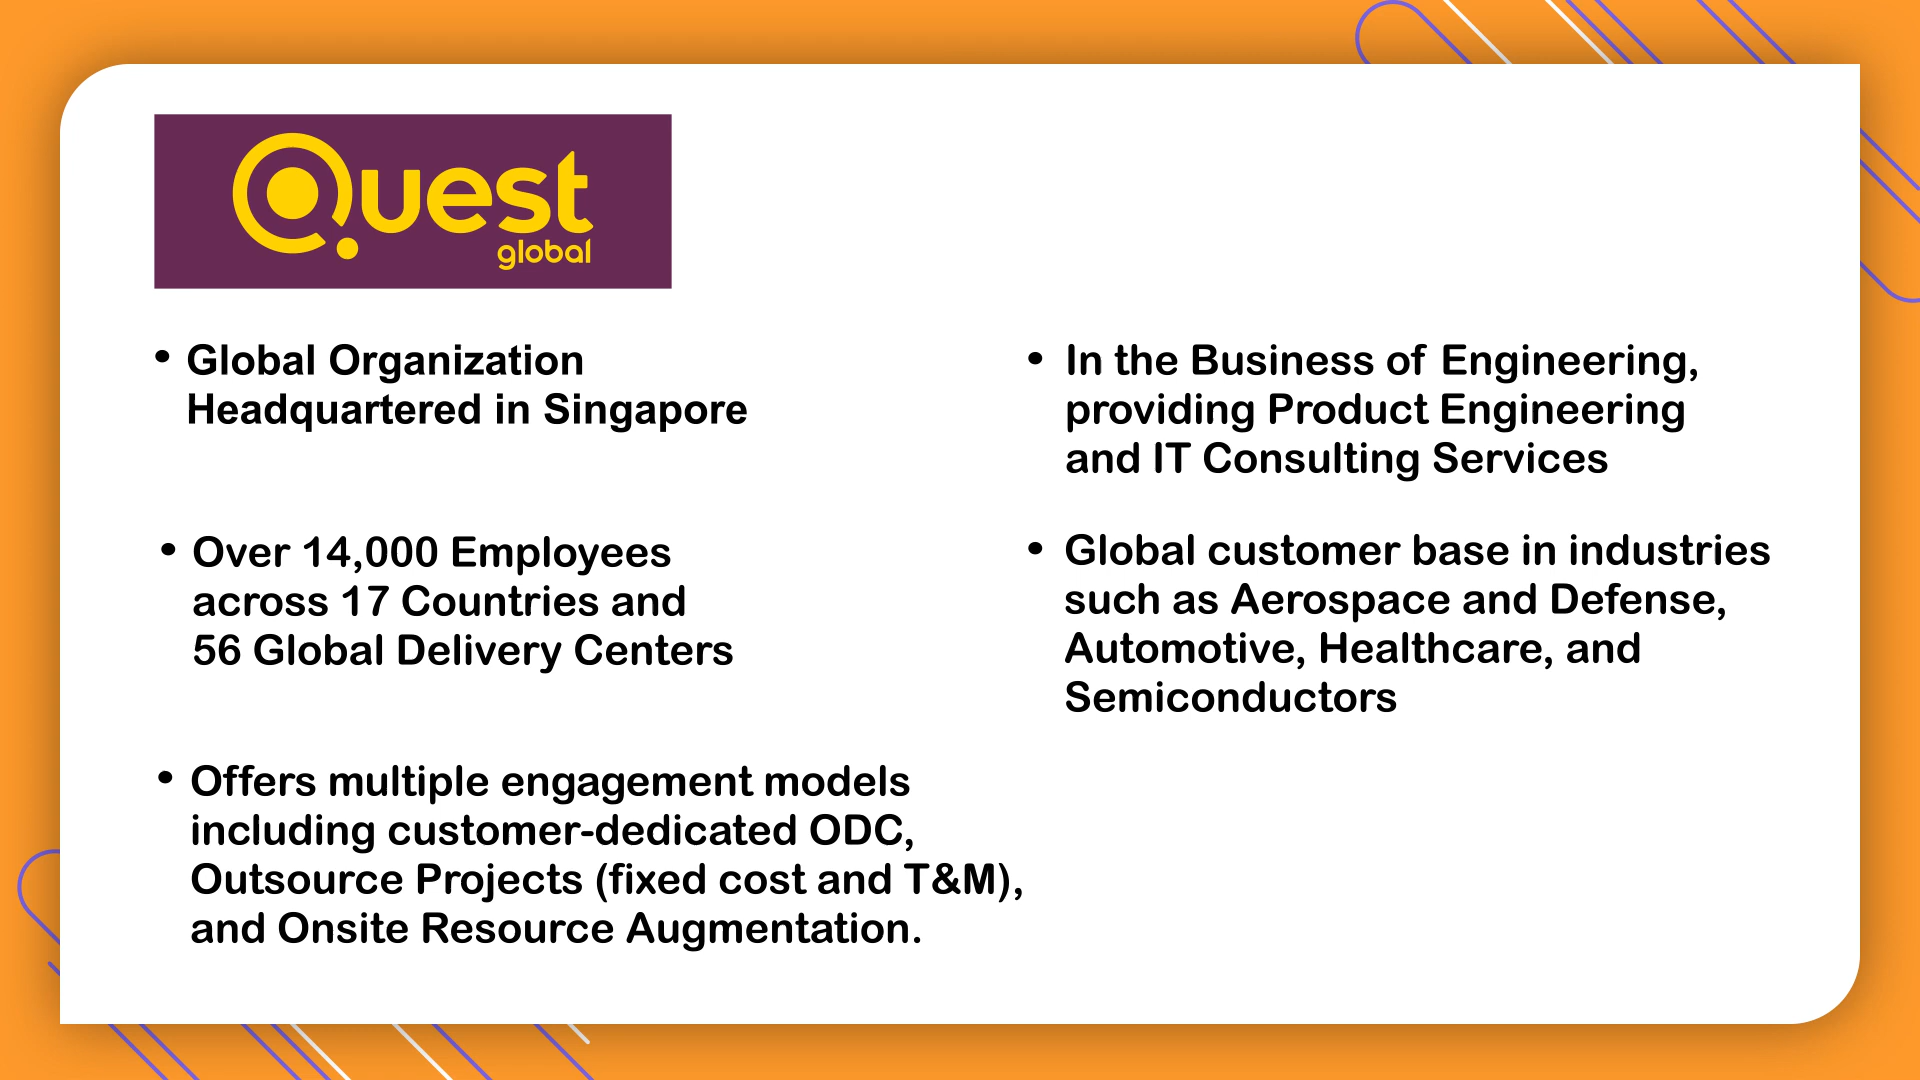 Quest
global
• Global Organization
Headquartered in Singapore
• Over 14,000 Employees
across 17 Countries and
56 Global Delivery Centers
• Offers multiple engagement models
including customer-dedicated ODC,
Outsource Projects (fixed cost and T&M),
and Onsite Resource Augmentation.
• In the Business of Engineering,
providing Product Engineering
and IT Consulting Services
• Global customer base in industries
such as Aerospace and Defense,
Automotive, Healthcare, and
Semiconductors